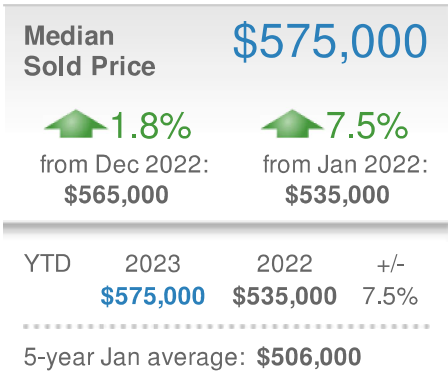 Median $575,000
Sold Price
1.8% 7.5%
from Dec 2022: from Jan 2022:
$565,000 $535,000
YTD 2023 2022 +/-
$575,000 $535,000 7.5%
5-year Jan average: $506,000